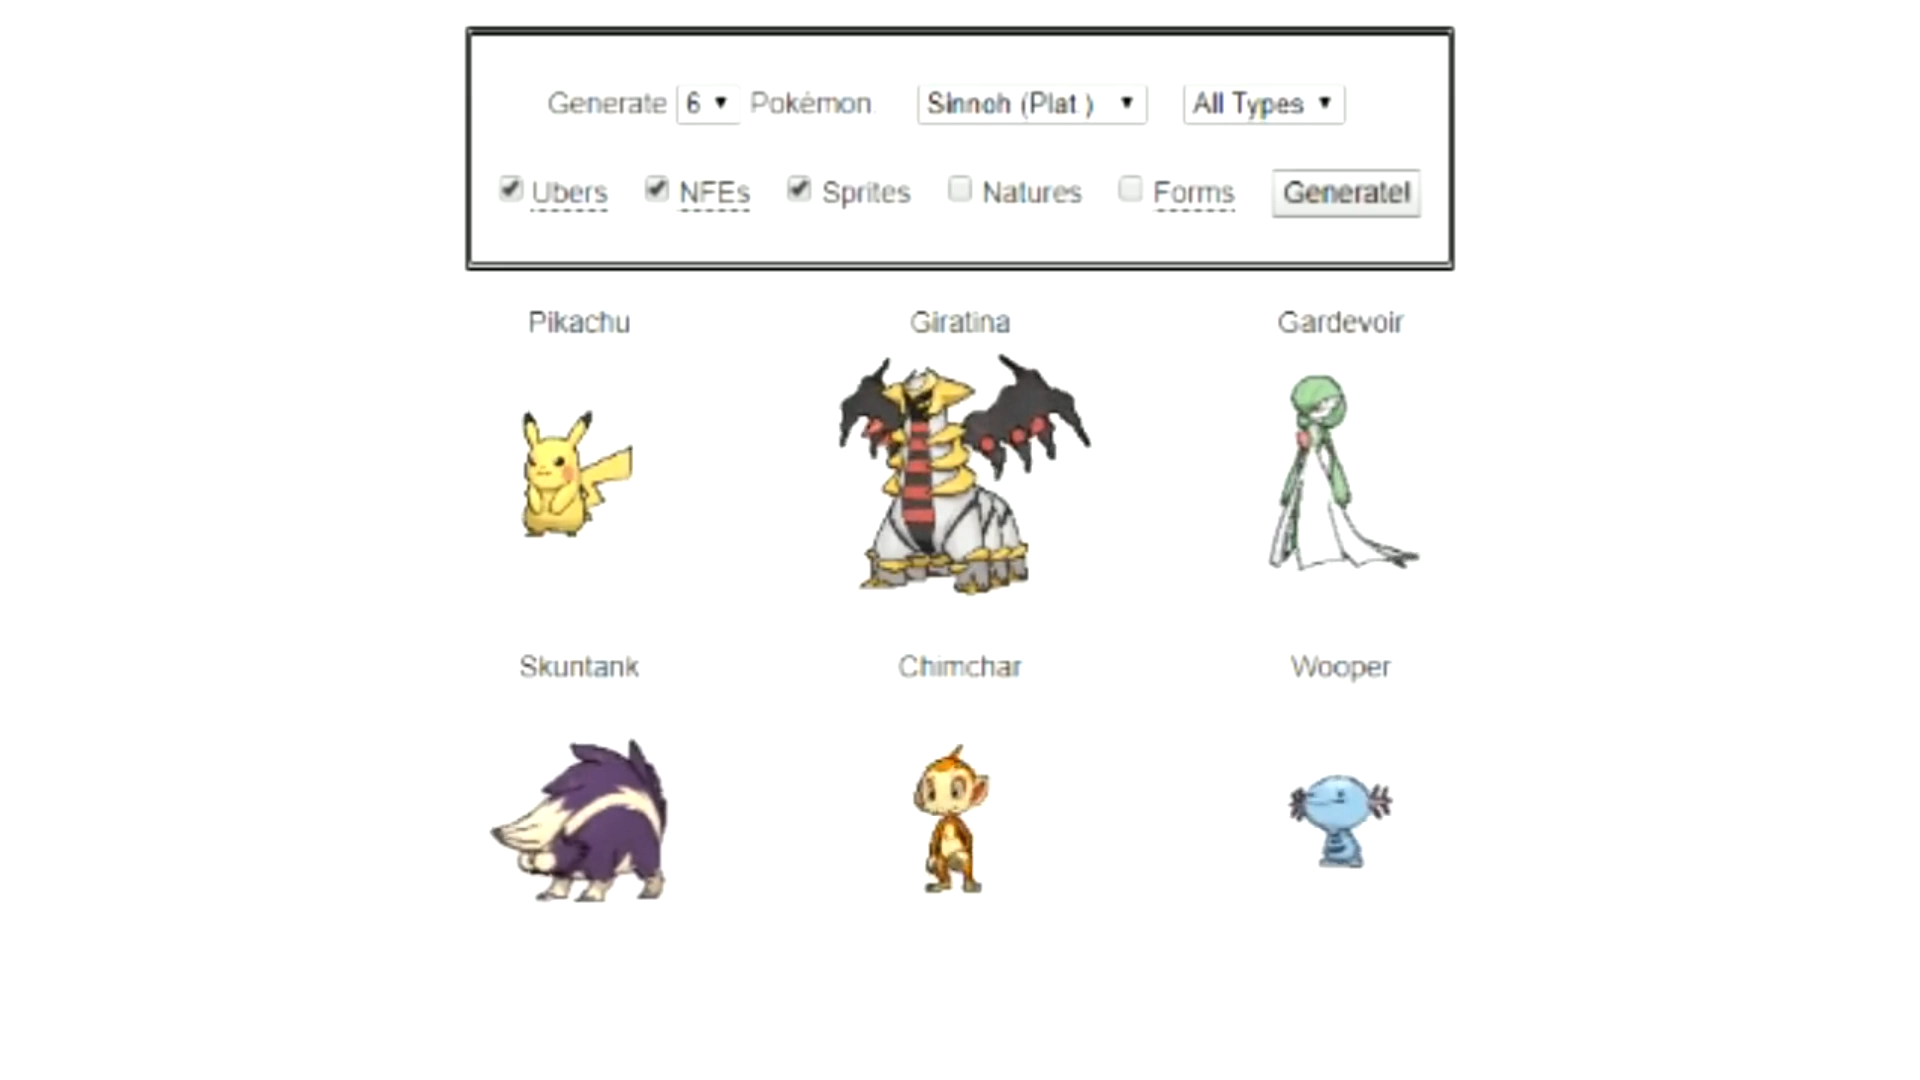 Generate 6 Pokémon Sinnoh (Plat.) All Types
Ubers NFEs Sprites Natures Forms Generate!
Pikachu Giratina Gardevoir
Skuntank Chimchar Wooper